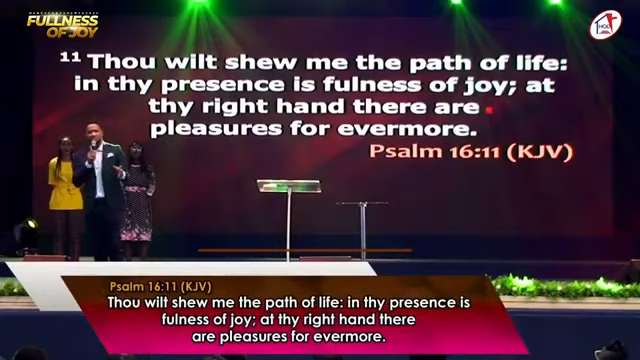 FULLNESS
OF JOY
HOD
11 Thou wilt shew me the path of life:
in thy presence is fulness of joy; at
thy right hand there are
pleasures for evermore.
Psalm 16:11 (KJV)
Psalm 16:11 (KJV)
Thou wilt shew me the path of life: in thy presence is
fulness of joy; at thy right hand there
are pleasures for evermore.